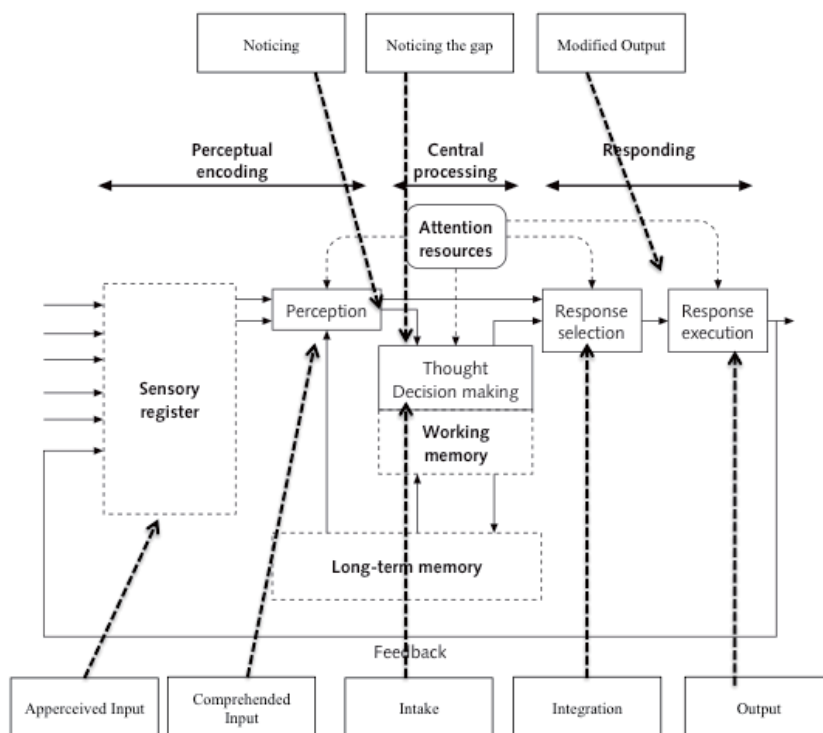 Noticing
Noticing the gap
Modified Output
Perceptual
encoding
Central
processing
Responding
Attention
resources
Perception
Response
selection
Response
execution
Thought
Decision making
Sensory
register
Working
memory
Long-term memory
Feedback
Apperceived Input
Comprehended
Input
Intake
Integration
Output